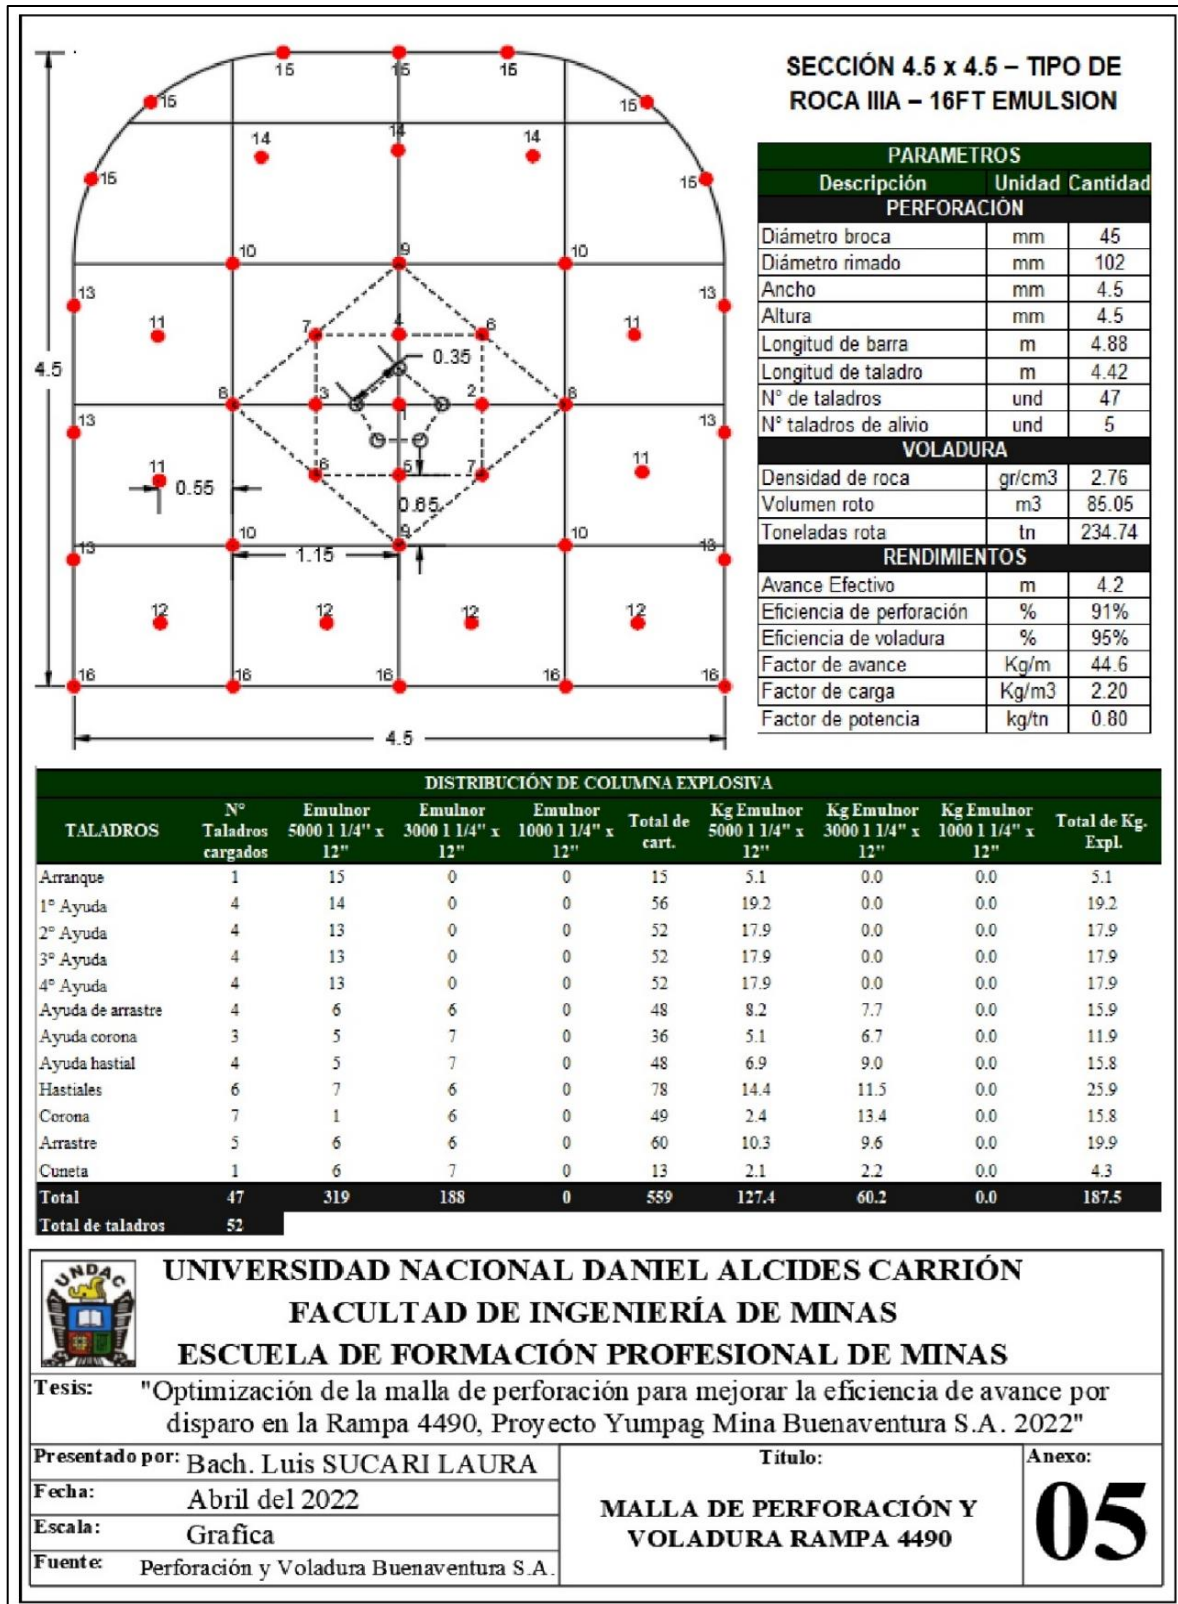 15 15 15
15 15
14 14 14
15 15
10 9 10
13 13
11 7 4 6 11
4.5 0.35
8 3 1 2 8
13 13
11 6 5 7 11
0.55 0.65
10 9 10
13 1.15 13
12 12 12 12
16 16 16 16 16
4.5
SECCIÓN 4.5 x 4.5 – TIPO DE
ROCA IIIA – 16FT EMULSION
PARAMETROS
Descripción Unidad Cantidad
PERFORACIÓN
Diámetro broca mm 45
Diámetro rimado mm 102
Ancho mm 4.5
Altura mm 4.5
Longitud de barra m 4.88
Longitud de taladro m 4.42
N° de taladros und 47
N° taladros de alivio und 5
VOLADURA
Densidad de roca gr/cm3 2.76
Volumen roto m3 85.05
Toneladas rota tn 234.74
RENDIMIENTOS
Avance Efectivo m 4.2
Eficiencia de perforación % 91%
Eficiencia de voladura % 95%
Factor de avance Kg/m 44.6
Factor de carga Kg/m3 2.20
Factor de potencia kg/tn 0.80
DISTRIBUCIÓN DE COLUMNA EXPLOSIVA
TALADROS N° Taladros cargados Emulnor 5000 1 1/4" x 12" Emulnor 3000 1 1/4" x 12" Emulnor 1000 1 1/4" x 12" Total de cart. Kg Emulnor 5000 1 1/4" x 12" Kg Emulnor 3000 1 1/4" x 12" Kg Emulnor 1000 1 1/4" x 12" Total de Kg. Expl.
Arranque 1 15 0 0 15 5.1 0.0 0.0 5.1
1° Ayuda 4 14 0 0 56 19.2 0.0 0.0 19.2
2° Ayuda 4 13 0 0 52 17.9 0.0 0.0 17.9
3° Ayuda 4 13 0 0 52 17.9 0.0 0.0 17.9
4° Ayuda 4 13 0 0 52 17.9 0.0 0.0 17.9
Ayuda de arrastre 4 6 6 0 48 8.2 7.7 0.0 15.9
Ayuda corona 3 5 7 0 36 5.1 6.7 0.0 11.9
Ayuda hastial 4 5 7 0 48 6.9 9.0 0.0 15.8
Hastiales 6 7 6 0 78 14.4 11.5 0.0 25.9
Corona 7 1 6 0 49 2.4 13.4 0.0 15.8
Arrastre 5 6 6 0 60 10.3 9.6 0.0 19.9
Cuneta 1 6 7 0 13 2.1 2.2 0.0 4.3
Total 47 319 188 0 559 127.4 60.2 0.0 187.5
Total de taladros 52
UNDAC
UNIVERSIDAD NACIONAL DANIEL ALCIDES CARRIÓN
FACULTAD DE INGENIERÍA DE MINAS
ESCUELA DE FORMACIÓN PROFESIONAL DE MINAS
Tesis: "Optimización de la malla de perforación para mejorar la eficiencia de avance por
disparo en la Rampa 4490, Proyecto Yumpag Mina Buenaventura S.A. 2022"
Presentado por: Bach. Luis SUCARI LAURA
Fecha: Abril del 2022
Escala: Grafica
Fuente: Perforación y Voladura Buenaventura S.A.
Título:
MALLA DE PERFORACIÓN Y
VOLADURA RAMPA 4490
Anexo:
05